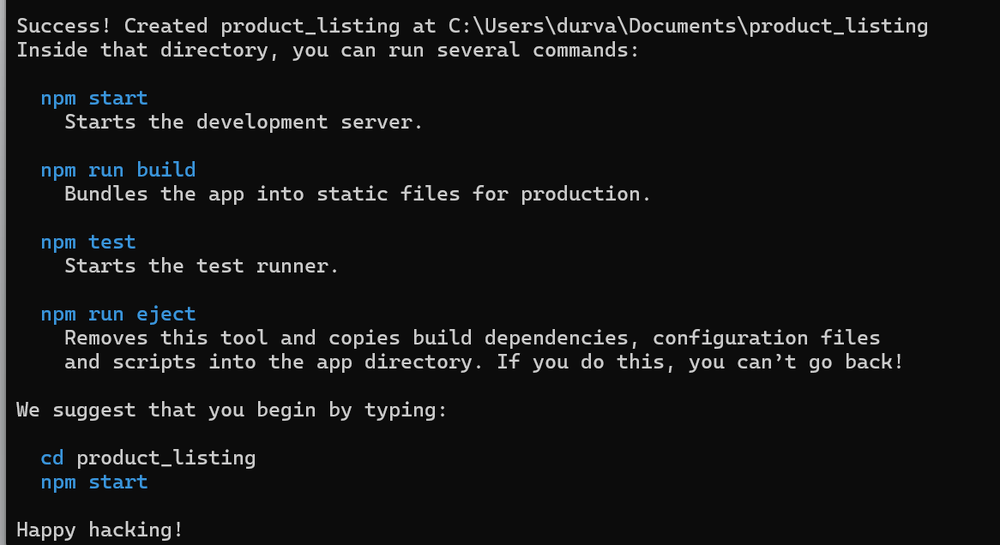 Success! Created product_listing at C:\Users\durva\Documents\product_listing
Inside that directory, you can run several commands:
npm start
Starts the development server.
npm run build
Bundles the app into static files for production.
npm test
Starts the test runner.
npm run eject
Removes this tool and copies build dependencies, configuration files
and scripts into the app directory. If you do this, you can’t go back!
We suggest that you begin by typing:
cd product_listing
npm start
Happy hacking!